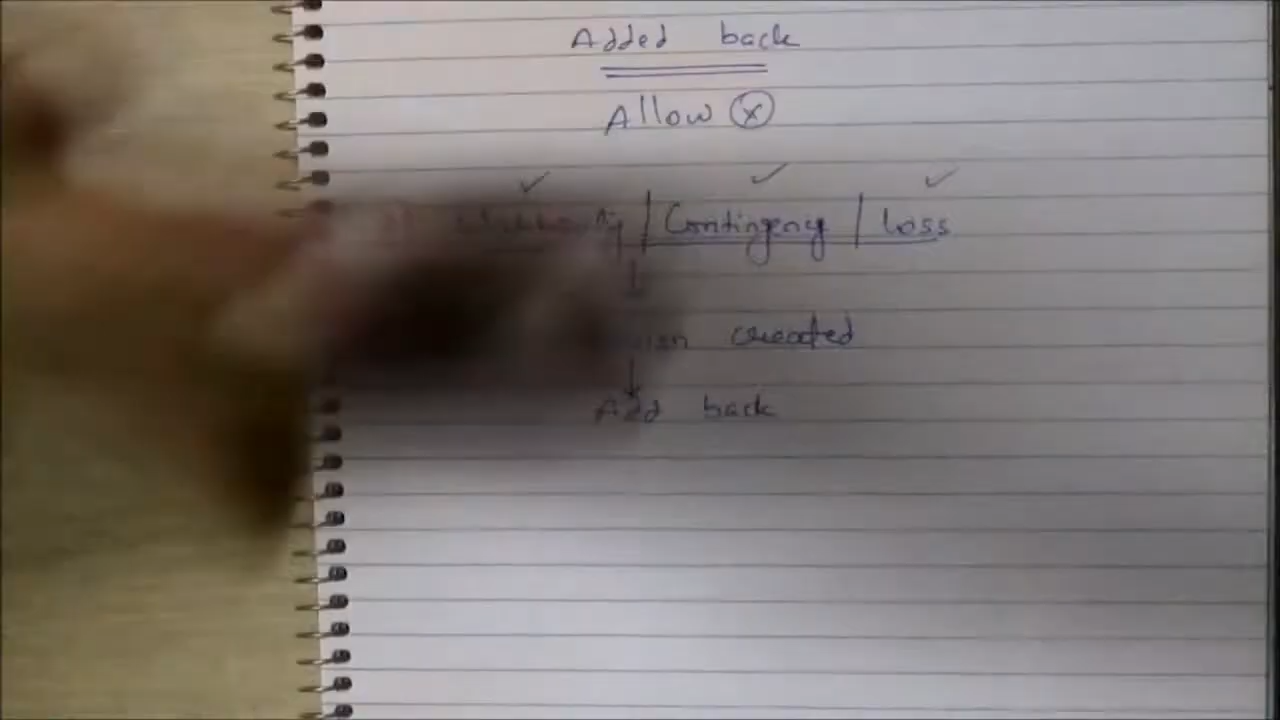 Added back
Allow ⓧ
✓ ✓ ✓
/ Contingency / Loss
created
Add back